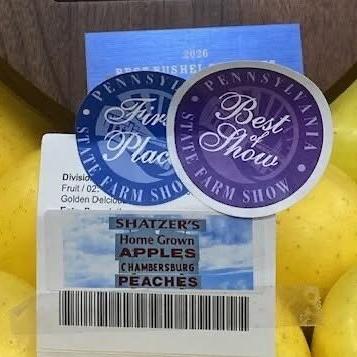 2026
PENNSYLVANIA
Best
of
Show
STATE FARM SHOW
First
Place
STATE FARM SHOW
Division
Fruit / 02.
Golden Delicious
SHATZER'S
Home Grown
APPLES
CHAMBERSBURG
PEACHES